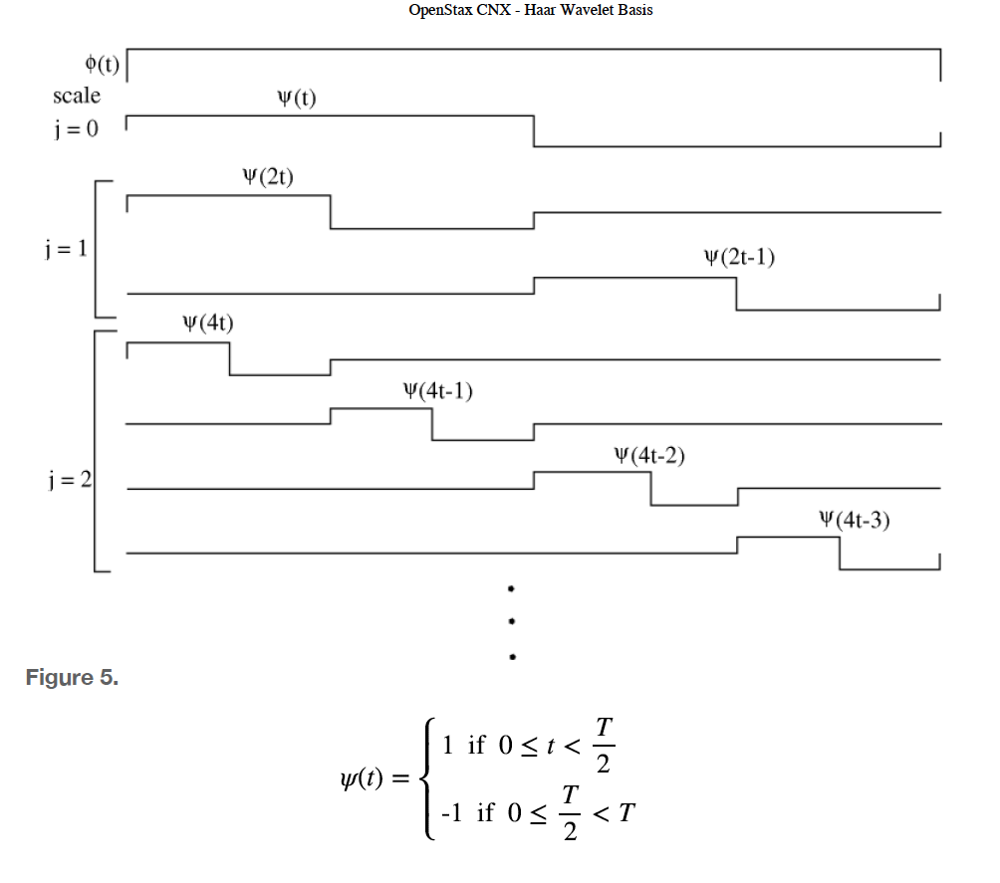 OpenStax CNX - Haar Wavelet Basis
ϕ(t)
scale
ψ(t)
j = 0
ψ(2t)
j = 1
ψ(2t-1)
ψ(4t)
ψ(4t-1)
ψ(4t-2)
j = 2
ψ(4t-3)
Figure 5.
ψ(t) = { 1 if 0 ≤ t < T/2
-1 if 0 ≤ T/2 < T